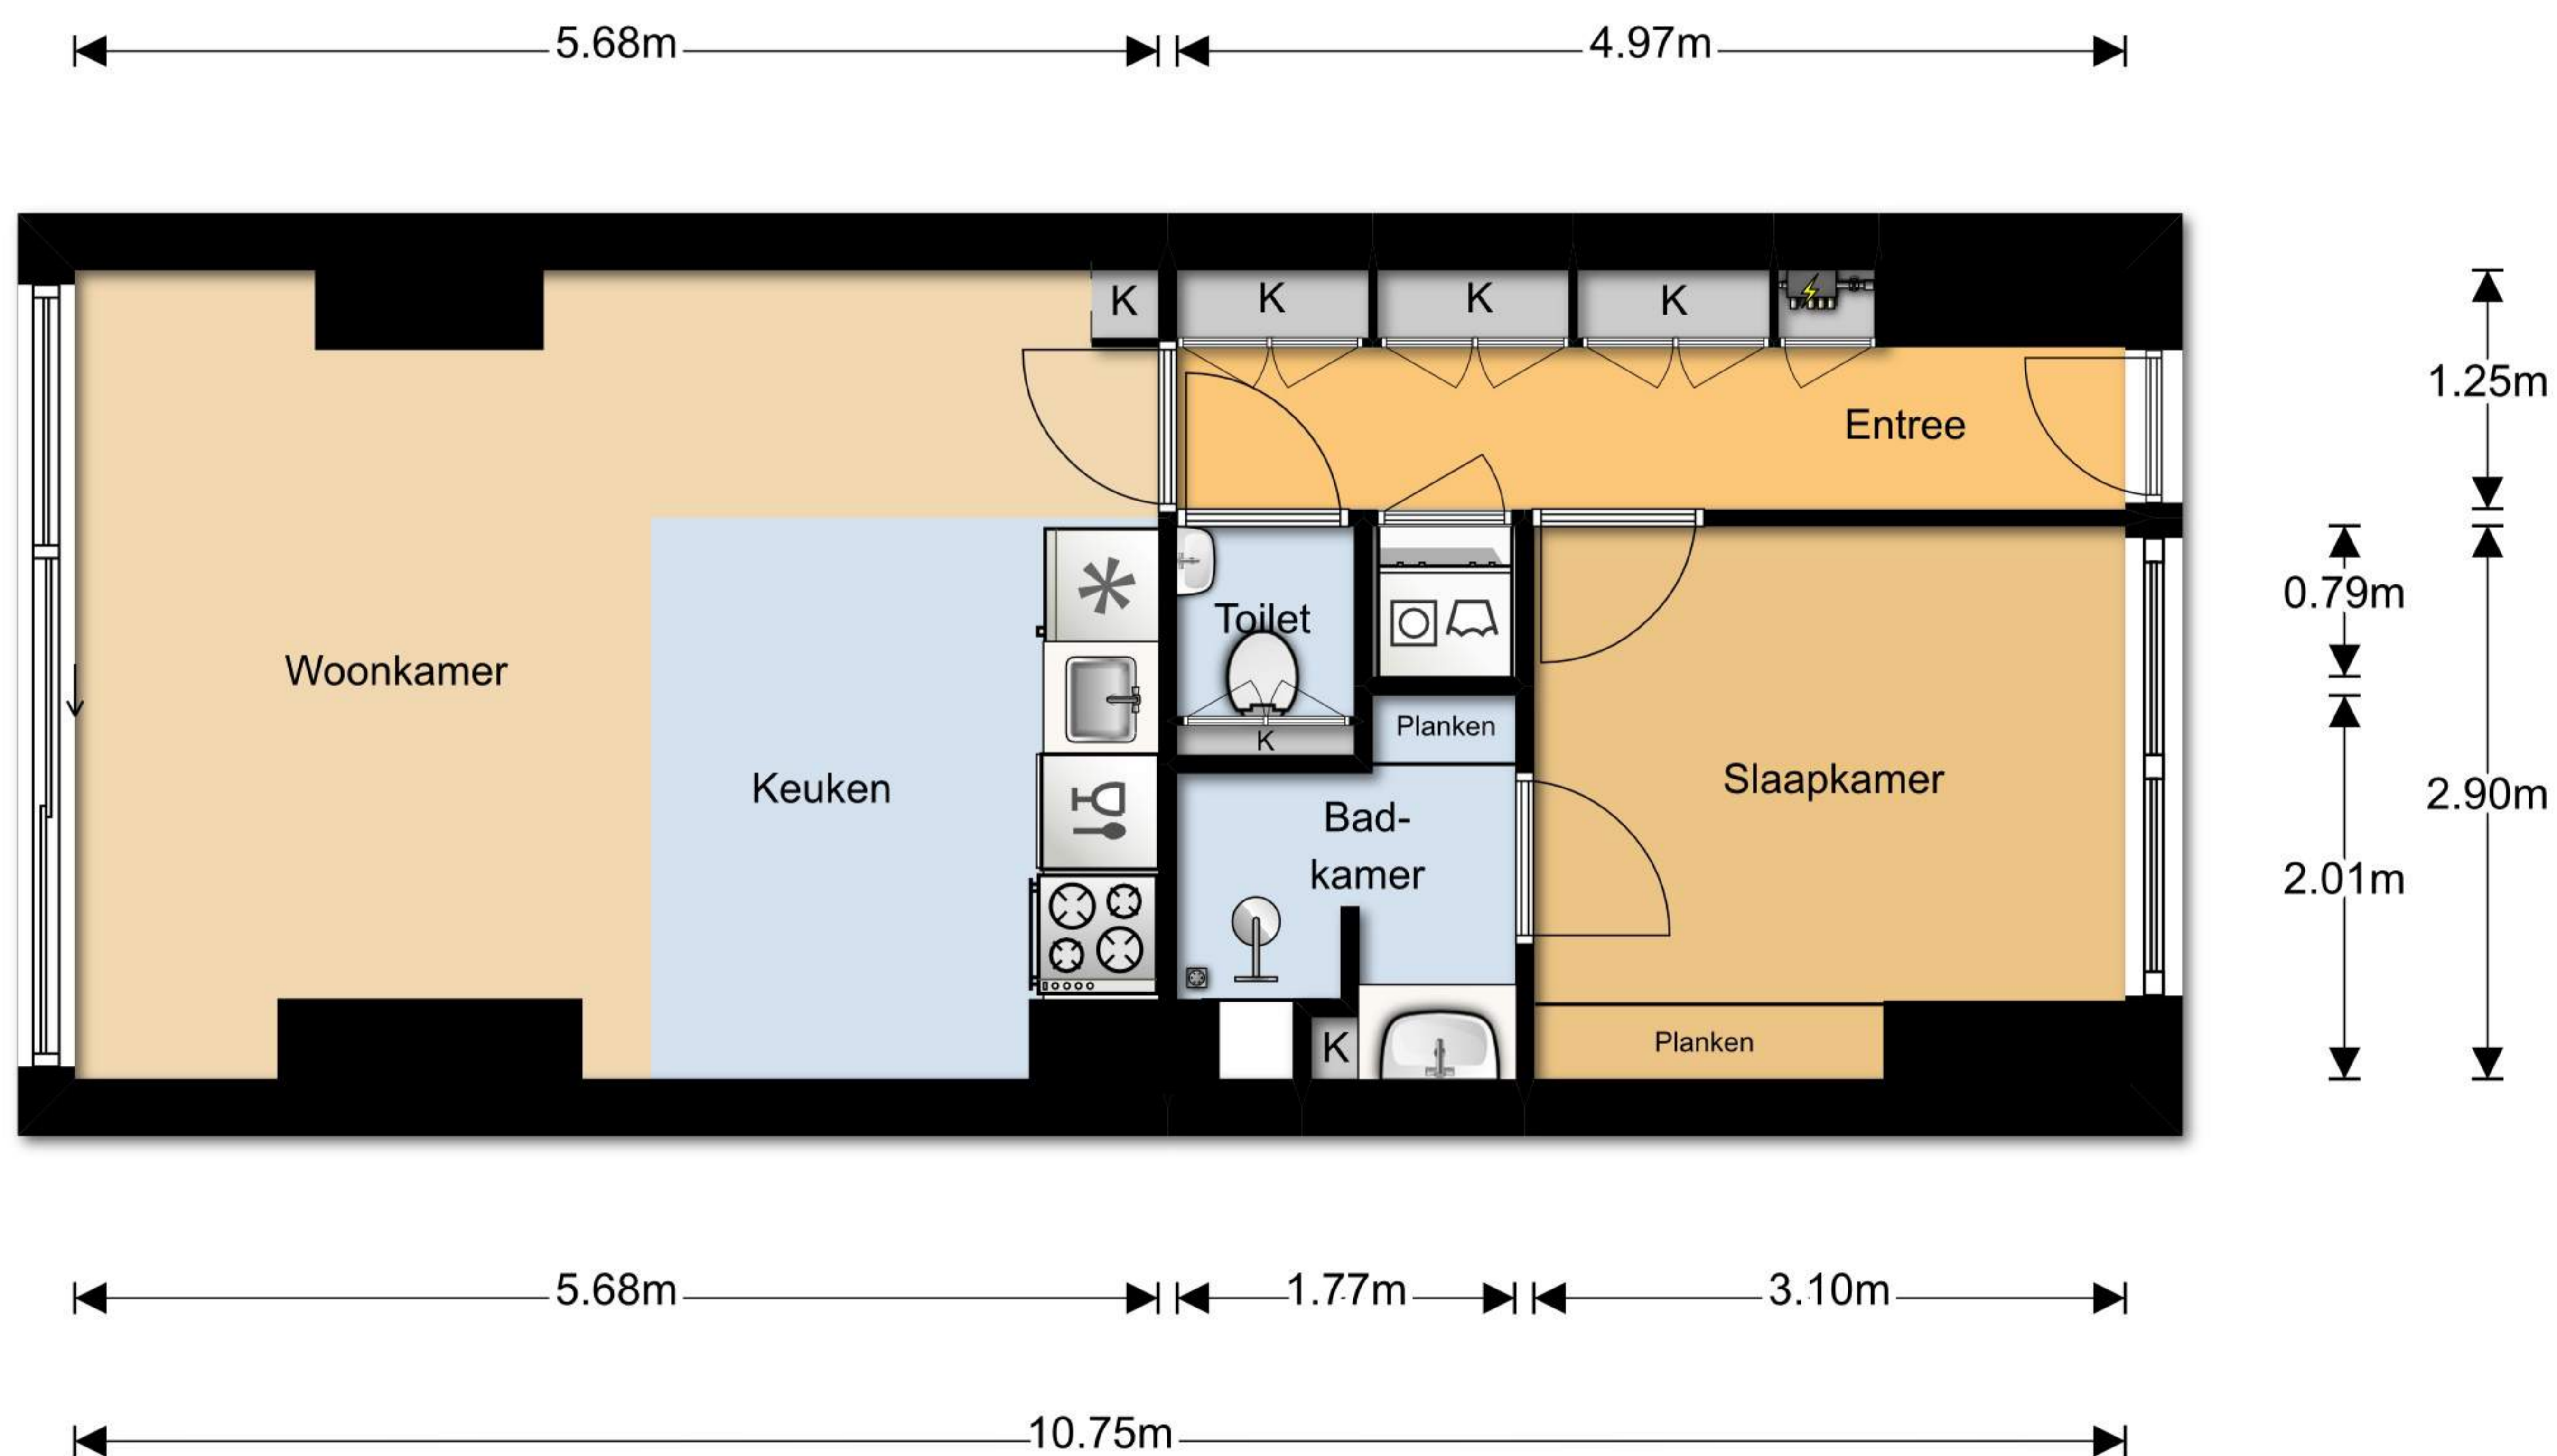 5.68m
4.97m
K
K
K
K
1.25m
Entree
0.79m
Toilet
Woonkamer
Planken
K
Keuken
Slaapkamer
2.90m
Bad-
kamer
2.01m
K
Planken
5.68m
1.77m
3.10m
10.75m